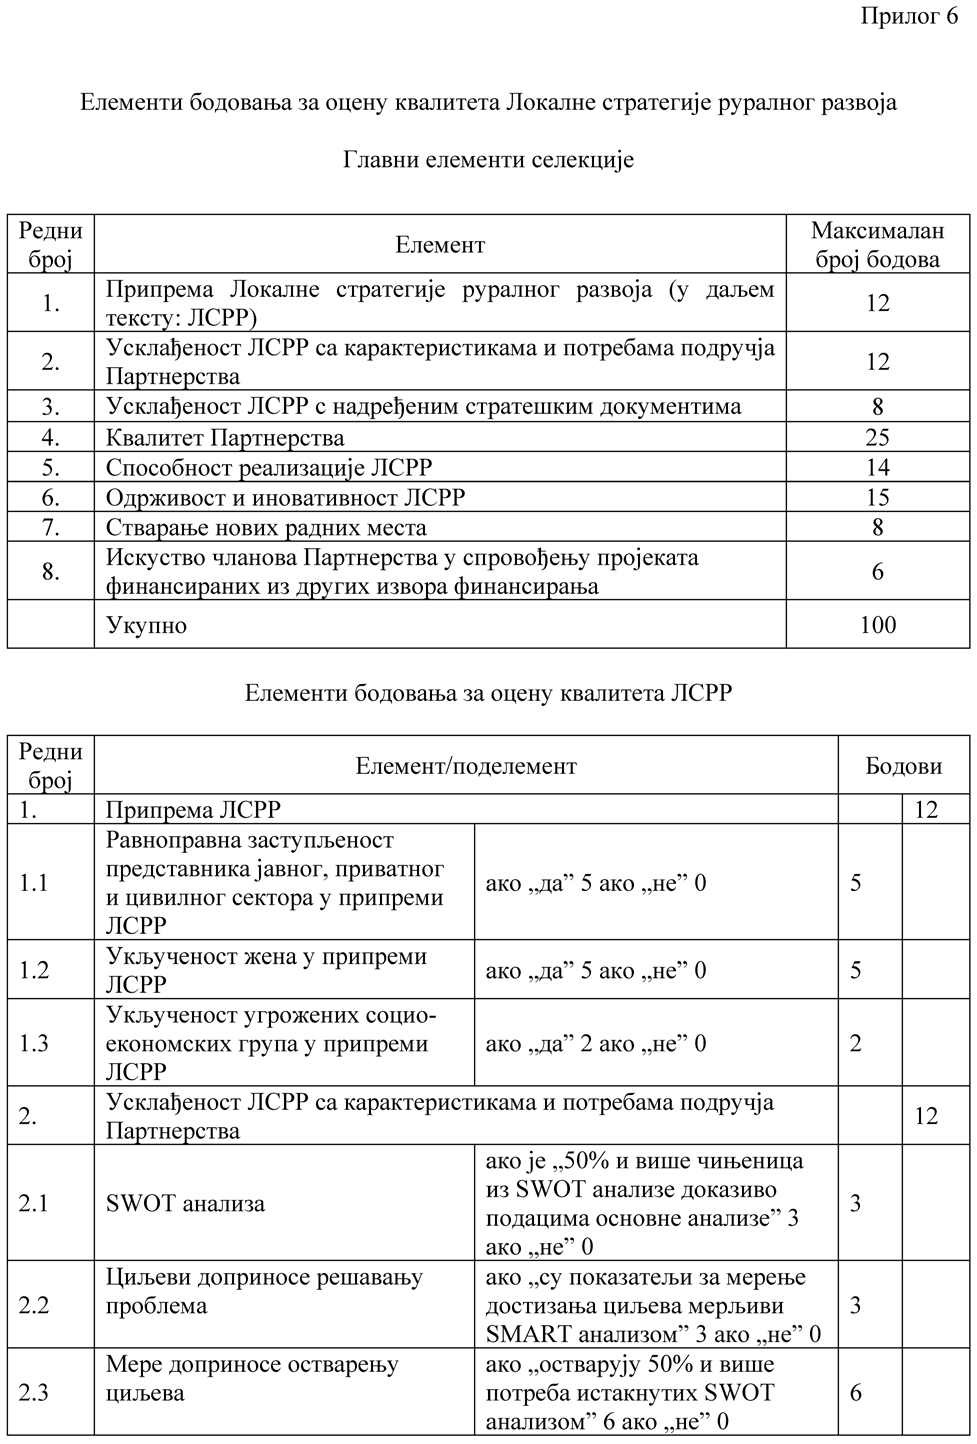 Прилог 6
Елементи бодовања за оцену квалитета Локалне стратегије руралног развоја
Главни елементи селекције
Редни број
Елемент
Максималан број бодова
1.
Припрема Локалне стратегије руралног развоја (у даљем
тексту: ЛСРР)
12
2.
Усклађеност ЛСРР са карактеристикама и потребама подручја
Партнерства
12
3.
Усклађеност ЛСРР с надређеним стратешким документима
8
4.
Квалитет Партнерства
25
5.
Способност реализације ЛСРР
14
6.
Одрживост и иновативност ЛСРР
15
7.
Стварање нових радних места
8
8.
Искуство чланова Партнерства у спровођењу пројеката
финансираних из других извора финансирања
6
Укупно
100
Елементи бодовања за оцену квалитета ЛСРР
Редни
број
Елемент/поделемент
Бодови
1.
Припрема ЛСРР
12
1.1
Равноправна заступљеност
представника јавног, приватног
и цивилног сектора у припреми
ЛСРР
ако „да” 5 ако „не” 0
5
1.2
Укљученост жена у припреми
ЛСРР
ако „да” 5 ако „не” 0
5
1.3
Укљученост угрожених социо-
економских група у припреми
ЛСРР
ако „да” 2 ако „не” 0
2
2.
Усклађеност ЛСРР са карактеристикама и потребама подручја
Партнерства
12
2.1
SWOT анализа
ако је „50% и више чињеница
из SWOT анализе доказиво
подацима основне анализе” 3
ако „не” 0
3
2.2
Циљеви доприносе решавању
проблема
ако „су показатељи за мерење
достизања циљева мерљиви
SMART анализом” 3 ако „не” 0
3
2.3
Мере доприносе остварењу
циљева
ако „остварују 50% и више
потреба истакнутих SWOT
анализом” 6 ако „не” 0
6